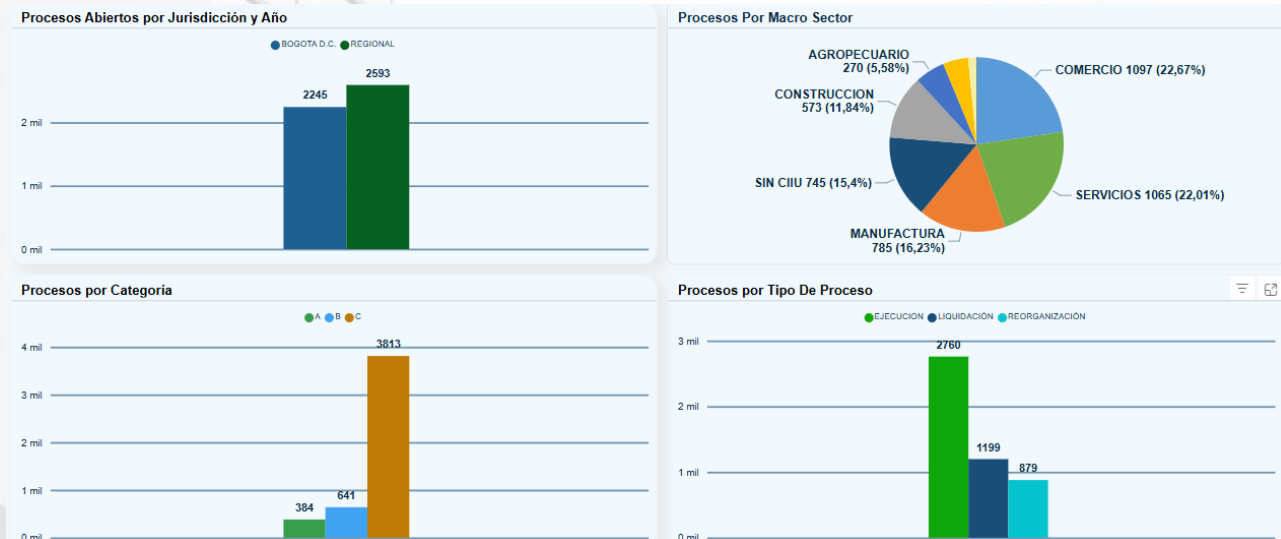 Procesos Abiertos por Jurisdicción y Año
BOGOTA D.C. REGIONAL
2593
2245
2 mil
1 mil
0 mil
Procesos Por Macro Sector
AGROPECUARIO
270 (5,58%)
COMERCIO 1097 (22,67%)
CONSTRUCCION
573 (11,84%)
SIN CIIU 745 (15,4%)
SERVICIOS 1065 (22,01%)
MANUFACTURA
785 (16,23%)
Procesos por Categoría
A B C
4 mil
3813
3 mil
2 mil
1 mil
641
384
0 mil
Procesos por Tipo De Proceso
EJECUCION LIQUIDACIÓN REORGANIZACIÓN
3 mil
2760
2 mil
1199
1 mil
879
0 mil